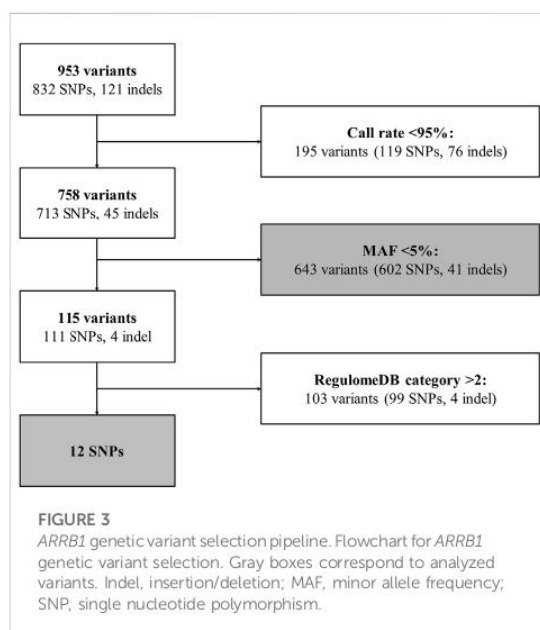 953 variants
832 SNPs, 121 indels
Call rate <95%:
195 variants (119 SNPs, 76 indels)
758 variants
713 SNPs, 45 indels
MAF <5%:
643 variants (602 SNPs, 41 indels)
115 variants
111 SNPs, 4 indel
RegulomeDB category >2:
103 variants (99 SNPs, 4 indel)
12 SNPs
FIGURE 3
ARRB1 genetic variant selection pipeline. Flowchart for ARRB1
genetic variant selection. Gray boxes correspond to analyzed
variants. Indel, insertion/deletion; MAF, minor allele frequency;
SNP, single nucleotide polymorphism.